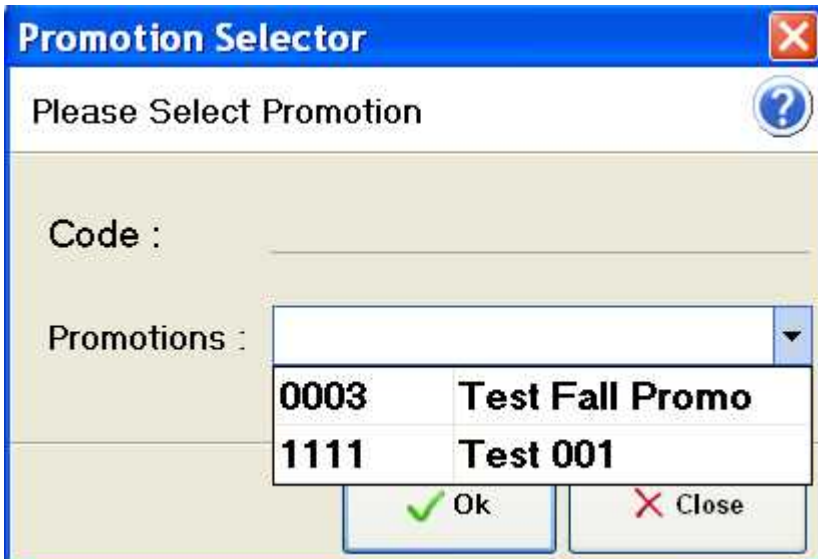 Promotion Selector
Please Select Promotion
Code :
Promotions :
0003 Test Fall Promo
1111 Test 001
Ok Close